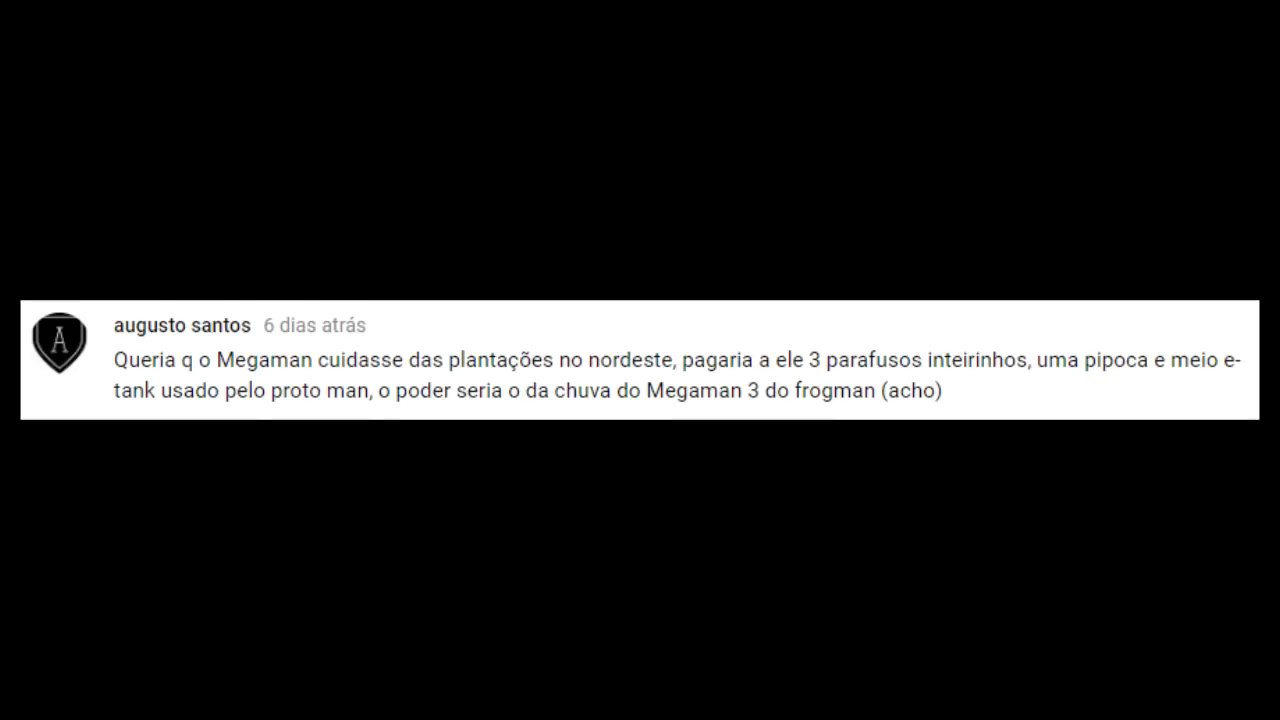 A
augusto santos 6 dias atrás
Queria q o Megaman cuidasse das plantações no nordeste, pagaria a ele 3 parafusos inteirinhos, uma pipoca e meio e-
tank usado pelo proto man, o poder seria o da chuva do Megaman 3 do frogman (acho)